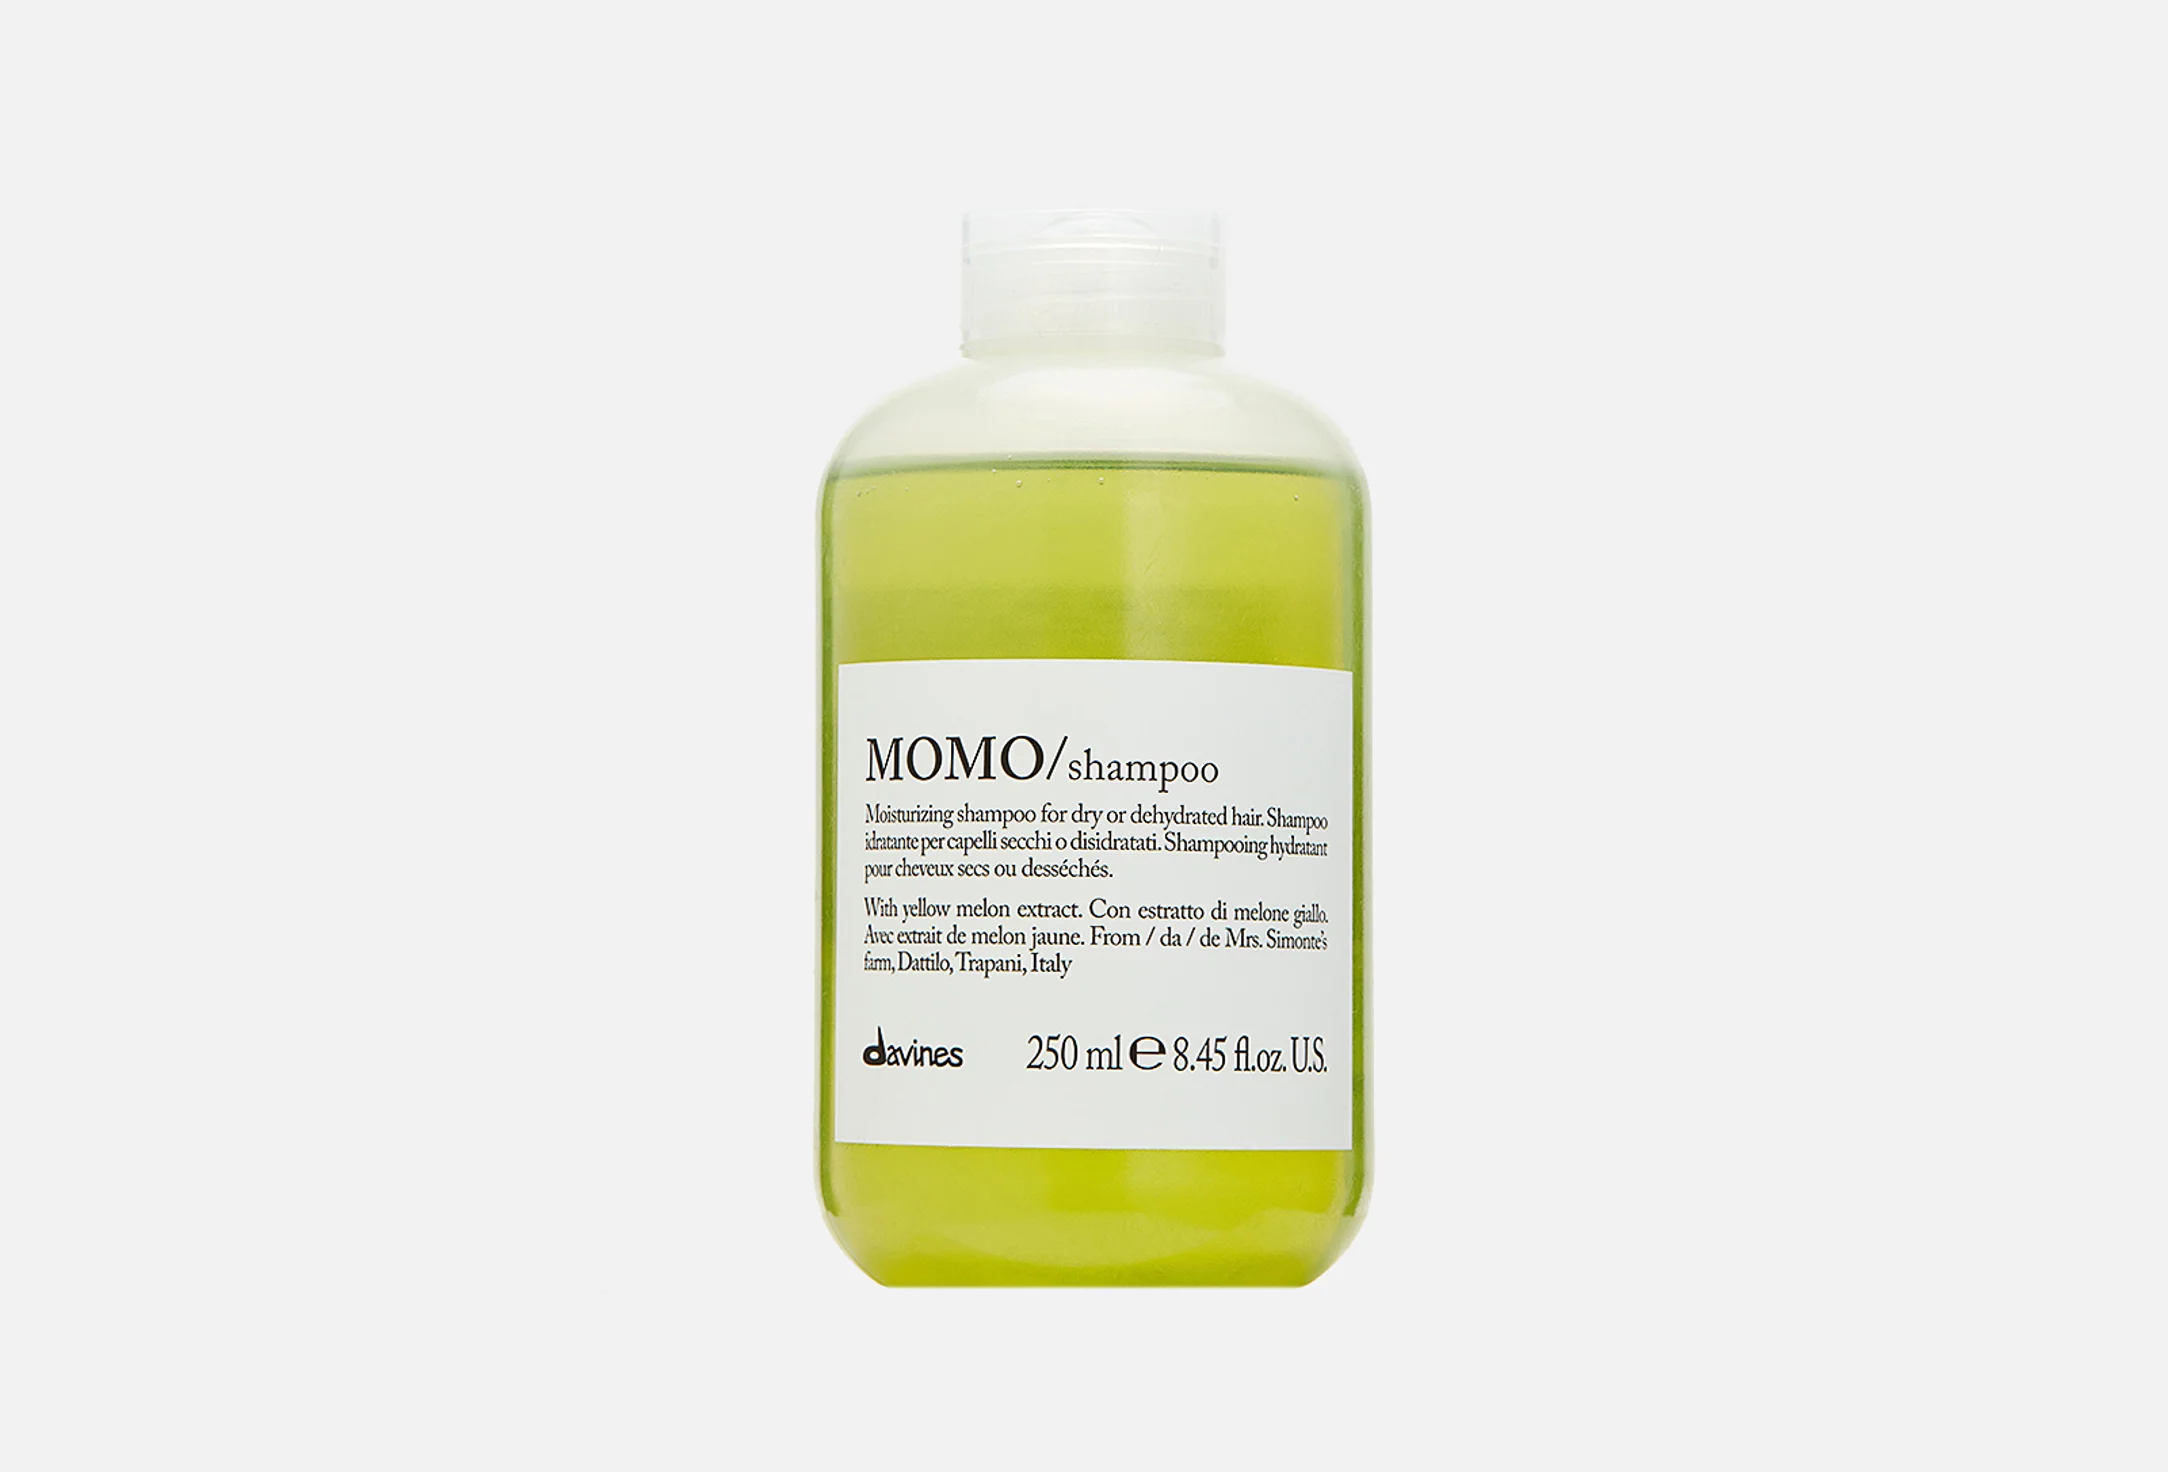 MOMO/shampoo
Moisturizing shampoo for dry or dehydrated hair. Shampoo
idratante per capelli secchi o disidratati. Shampooing hydratant
pour cheveux secs ou desséchés.
With yellow melon extract. Con estratto di melone giallo.
Avec extrait de melon jaune. From / da / de Mrs. Simonte's
farm, Dattilo, Trapani, Italy
davines 250 ml ℮ 8.45 fl.oz. U.S.